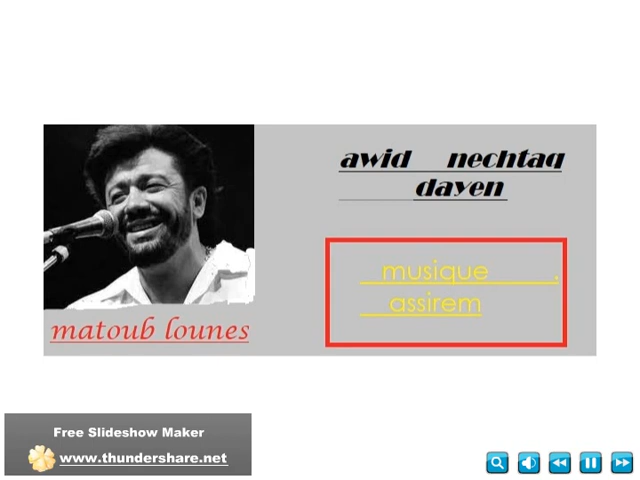 awid nechtaq
dayen
musique .
assirem
matoub lounes
Free Slideshow Maker
www.thundershare.net